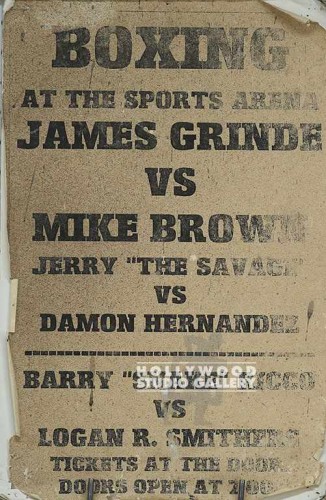 BOXING
AT THE SPORTS ARENA
JAMES GRINDE
VS
MIKE BROWN
JERRY "THE SAVAGE"
VS
DAMON HERNANDEZ
HOLLYWOOD
STUDIO GALLERY
BARRY
VS
LOGAN R. SMITHERS
TICKETS AT THE DOOR
DOORS OPEN AT